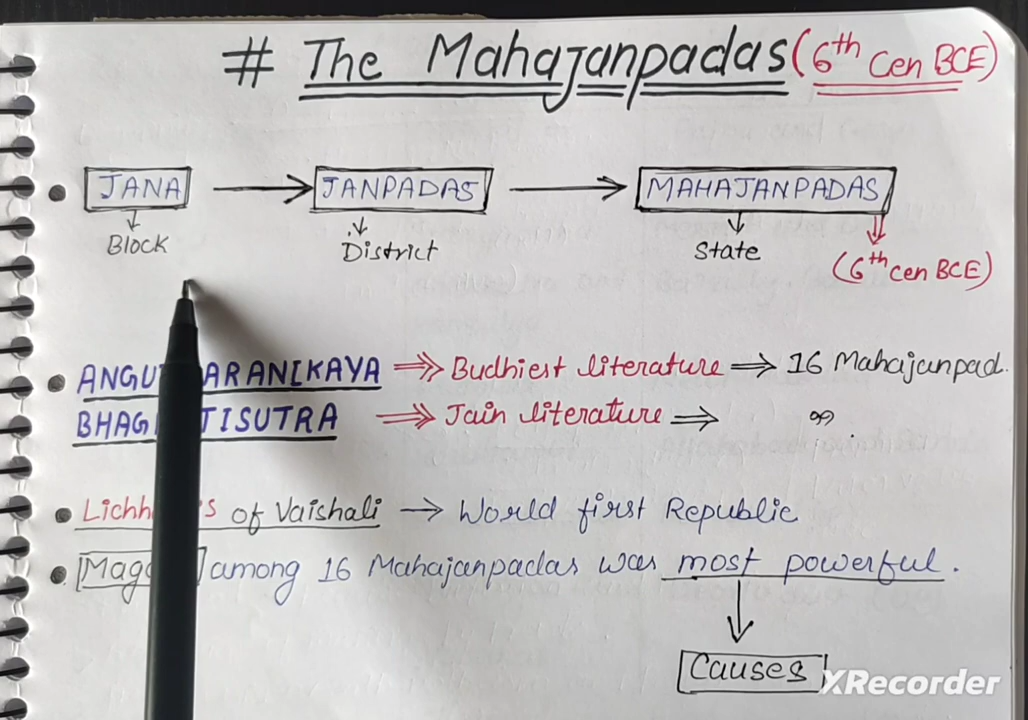 # The Mahajanpadas (6th Cen BCE)
• JANA → JANPADAS → MAHAJANPADAS
Block District State (6th cen BCE)
• ARANIKAYA ⇒ Budhiest literature ⇒ 16 Mahajanpad.
TISUTRA ⇒ Jain literature ⇒ "
• of Vaishali → World first Republic
• among 16 Mahajanpadas was most powerful.
Causes
XRecorder